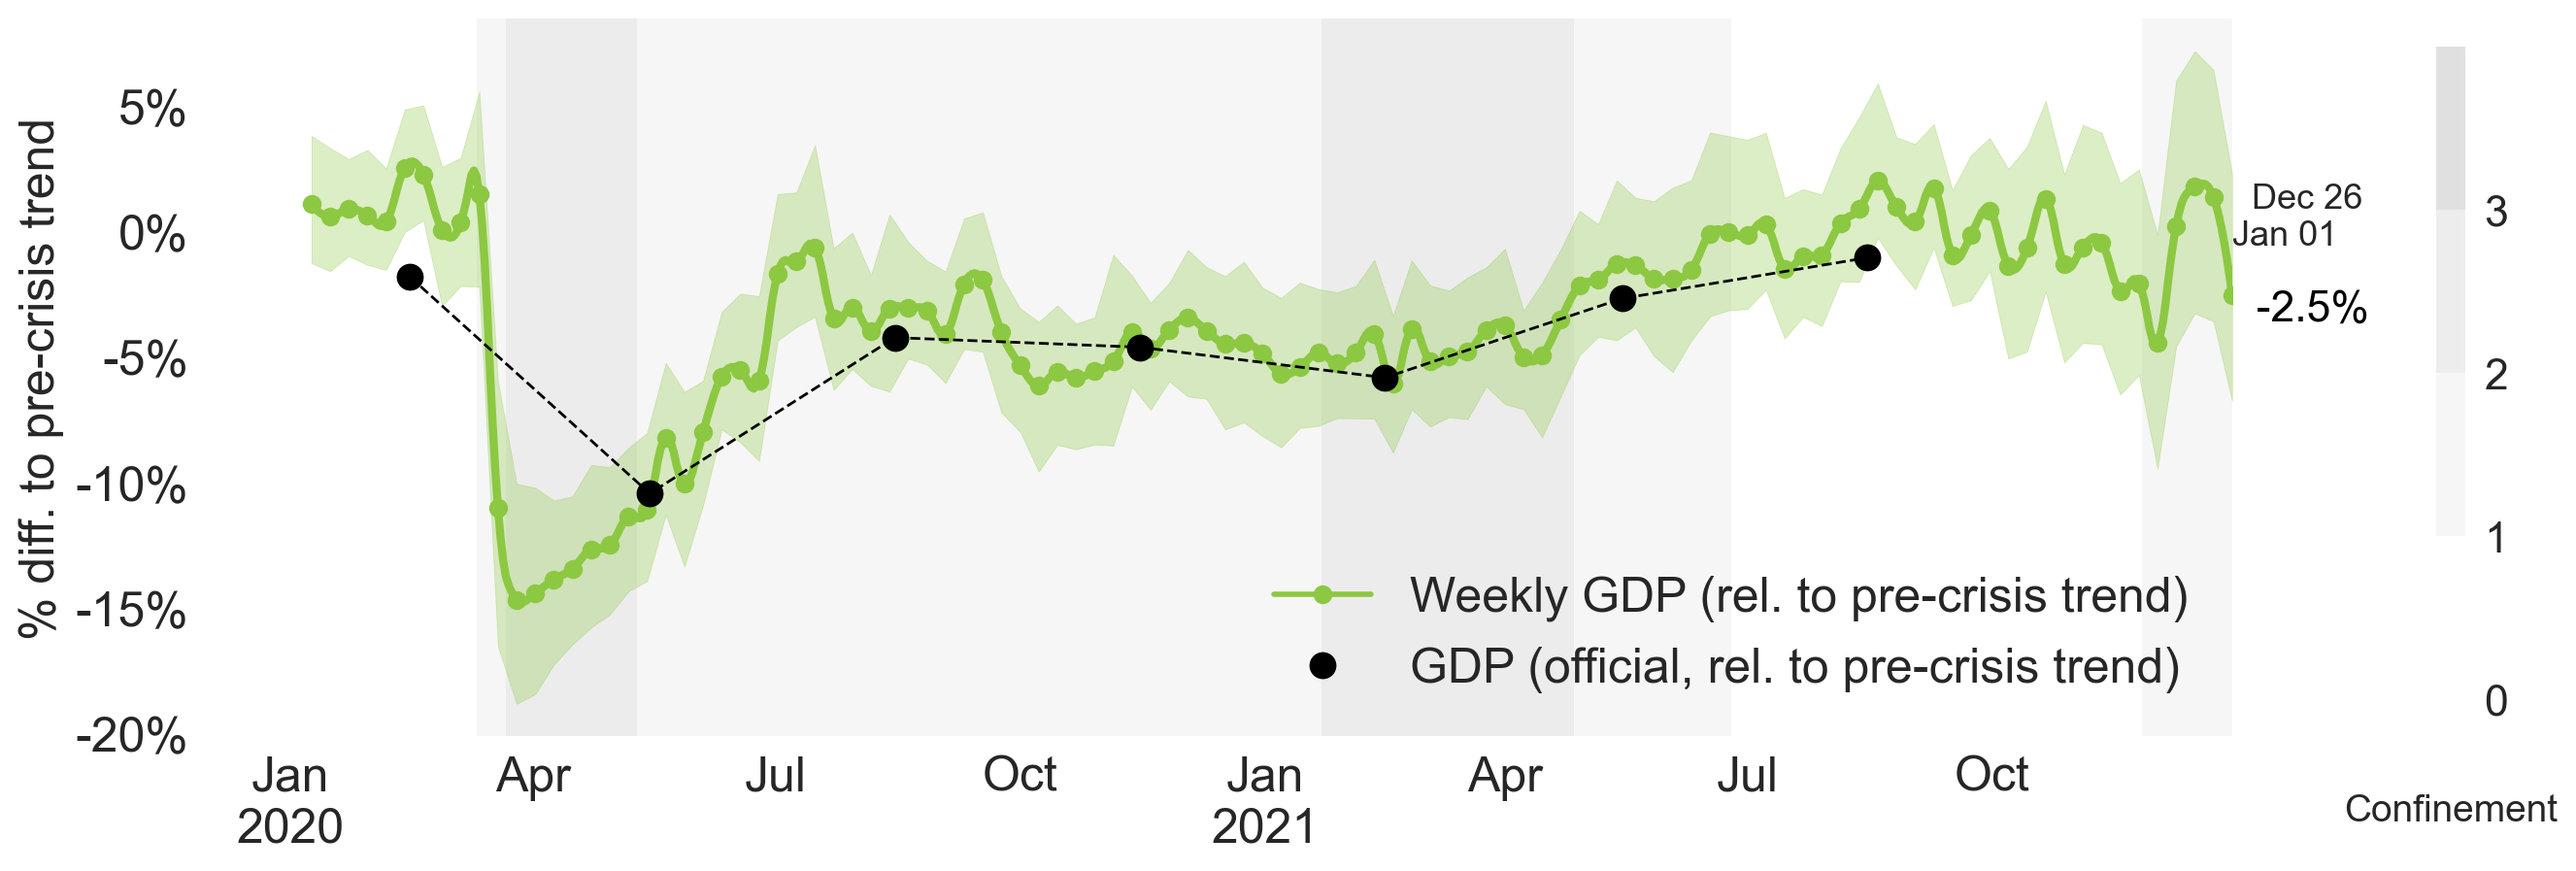 % diff. to pre-crisis trend
5%
0%
-5%
-10%
-15%
-20%
Jan
2020
Apr
Jul
Oct
Jan
2021
Apr
Jul
Oct
Weekly GDP (rel. to pre-crisis trend)
GDP (official, rel. to pre-crisis trend)
Dec 26
Jan 01
-2.5%
3
2
1
0
Confinement